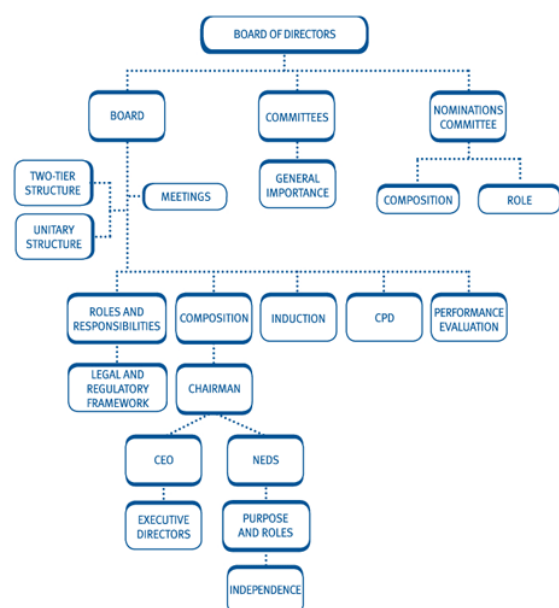 BOARD OF DIRECTORS
BOARD
COMMITTEES
NOMINATIONS
COMMITTEE
TWO-TIER
STRUCTURE
MEETINGS
GENERAL
IMPORTANCE
COMPOSITION
ROLE
UNITARY
STRUCTURE
ROLES AND
RESPONSIBILITIES
COMPOSITION
INDUCTION
CPD
PERFORMANCE
EVALUATION
LEGAL AND
REGULATORY
FRAMEWORK
CHAIRMAN
CEO
NEDS
EXECUTIVE
DIRECTORS
PURPOSE
AND ROLES
INDEPENDENCE